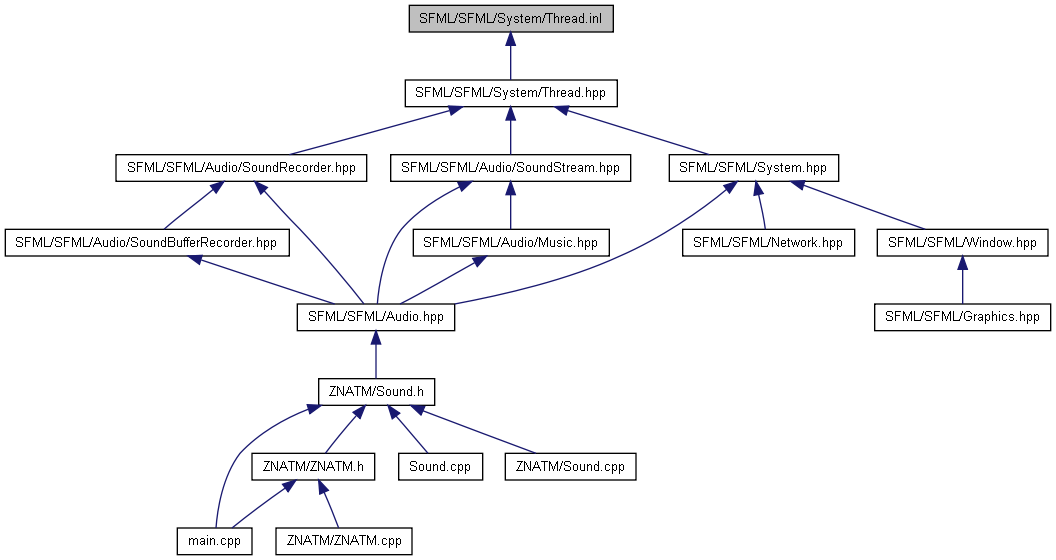 SFML/SFML/System/Thread.inl
SFML/SFML/System/Thread.hpp
SFML/SFML/Audio/SoundRecorder.hpp
SFML/SFML/Audio/SoundStream.hpp
SFML/SFML/System.hpp
SFML/SFML/Audio/SoundBufferRecorder.hpp
SFML/SFML/Audio/Music.hpp
SFML/SFML/Network.hpp
SFML/SFML/Window.hpp
SFML/SFML/Audio.hpp
SFML/SFML/Graphics.hpp
ZNATM/Sound.h
ZNATM/ZNATM.h
Sound.cpp
ZNATM/Sound.cpp
main.cpp
ZNATM/ZNATM.cpp